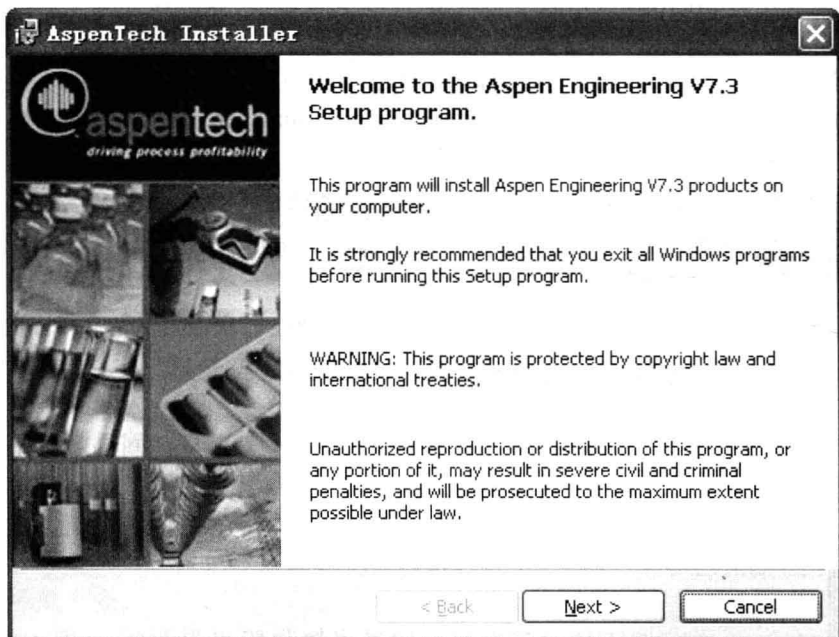 AspenTech Installer
aspentech
driving process profitability
Welcome to the Aspen Engineering V7.3
Setup program.
This program will install Aspen Engineering V7.3 products on
your computer.
It is strongly recommended that you exit all Windows programs
before running this Setup program.
WARNING: This program is protected by copyright law and
international treaties.
Unauthorized reproduction or distribution of this program, or
any portion of it, may result in severe civil and criminal
penalties, and will be prosecuted to the maximum extent
possible under law.
< Back
Next >
Cancel